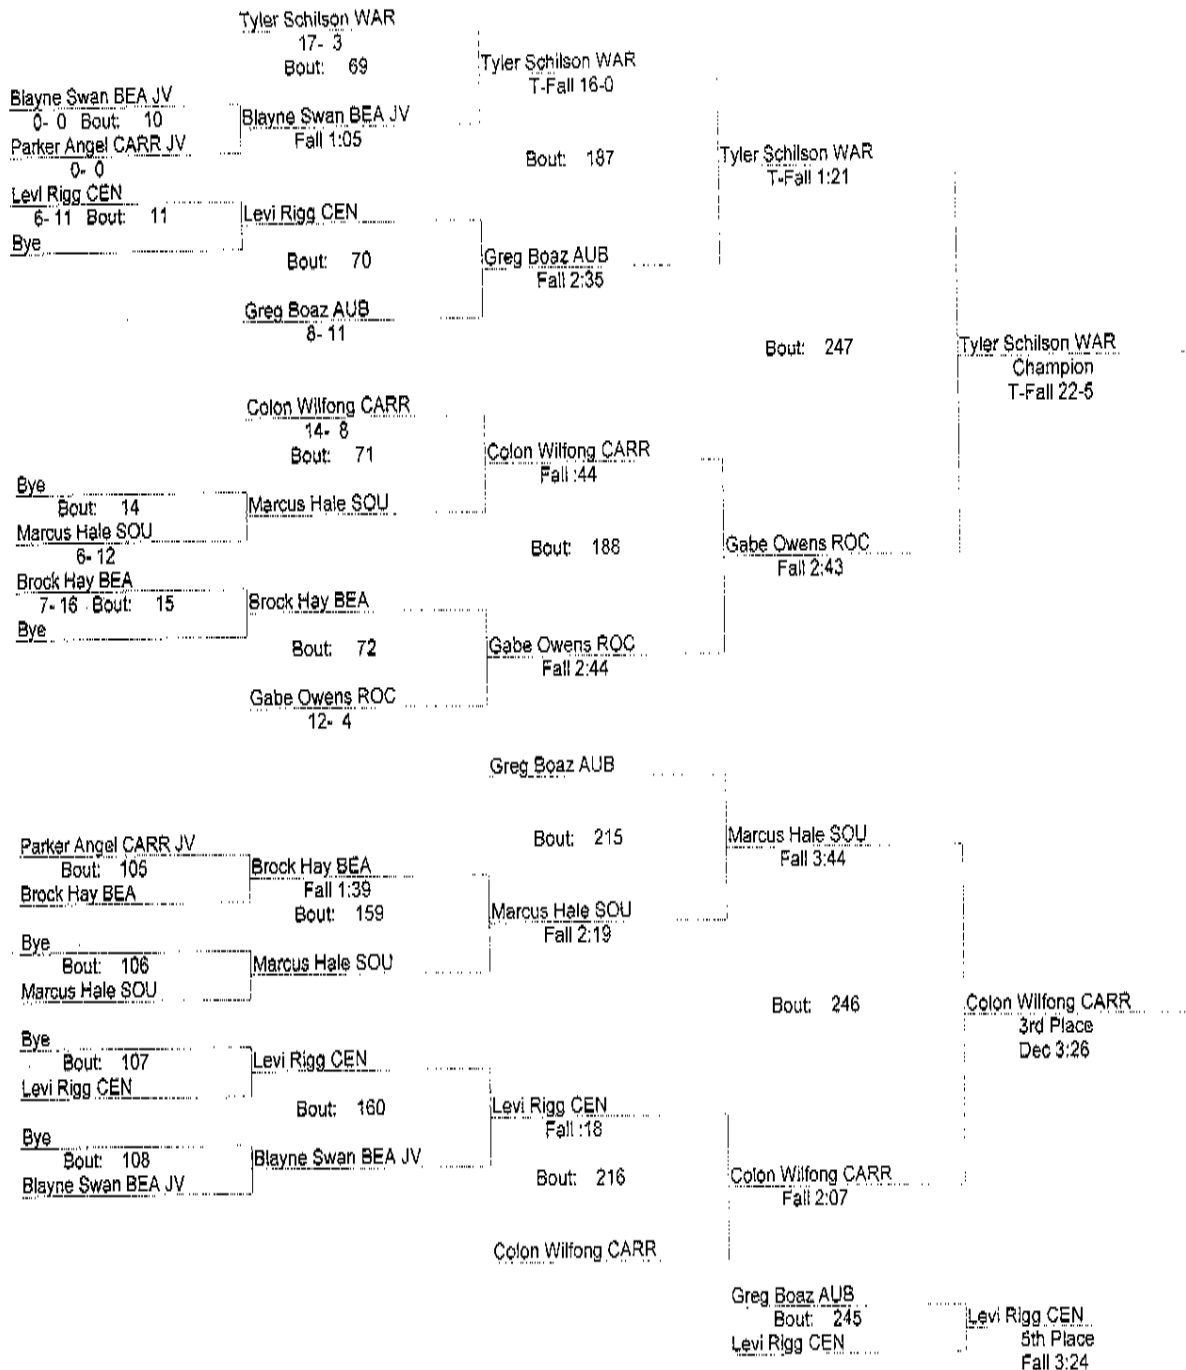 Tyler Schilson WAR
17- 3
Bout: 69
Tyler Schilson WAR
T-Fall 16-0
Blayne Swan BEA JV
0- 0 Bout: 10
Parker Angel CARR JV
0- 0
Blayne Swan BEA JV
Fall 1:05
Bout: 187
Tyler Schilson WAR
T-Fall 1:21
Levi Rigg CEN
6- 11 Bout: 11
Bye
Levi Rigg CEN
Bout: 70
Greg Boaz AUB
Fall 2:35
Greg Boaz AUB
8- 11
Bout: 247
Tyler Schilson WAR
Champion
T-Fall 22-5
Colon Wilfong CARR
14- 8
Bout: 71
Colon Wilfong CARR
Fall :44
Bye
Bout: 14
Marcus Hale SOU
6- 12
Marcus Hale SOU
Bout: 188
Gabe Owens ROC
Fall 2:43
Brock Hay BEA
7- 16 Bout: 15
Bye
Brock Hay BEA
Bout: 72
Gabe Owens ROC
Fall 2:44
Gabe Owens ROC
12- 4
Greg Boaz AUB
Bout: 215
Marcus Hale SOU
Fall 3:44
Parker Angel CARR JV
Bout: 105
Brock Hay BEA
Brock Hay BEA
Fall 1:39
Bout: 159
Marcus Hale SOU
Fall 2:19
Bye
Bout: 106
Marcus Hale SOU
Marcus Hale SOU
Bout: 246
Colon Wilfong CARR
3rd Place
Dec 3:26
Bye
Bout: 107
Levi Rigg CEN
Levi Rigg CEN
Bout: 160
Levi Rigg CEN
Fall :18
Bye
Bout: 108
Blayne Swan BEA JV
Blayne Swan BEA JV
Bout: 216
Colon Wilfong CARR
Fall 2:07
Colon Wilfong CARR
Greg Boaz AUB
Bout: 245
Levi Rigg CEN
Levi Rigg CEN
5th Place
Fall 3:24